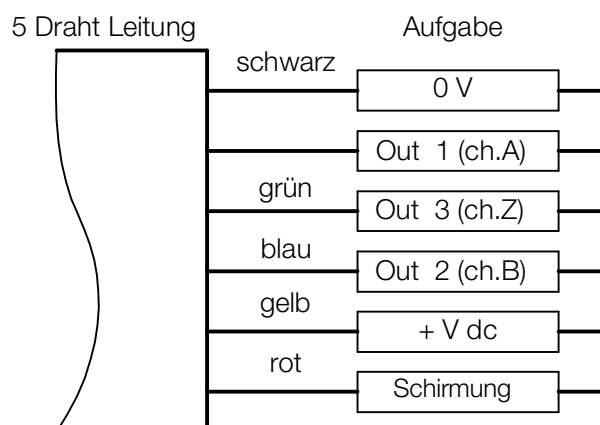 5 Draht Leitung
Aufgabe
schwarz
0 V
Out 1 (ch.A)
grün
Out 3 (ch.Z)
blau
Out 2 (ch.B)
gelb
+ V dc
rot
Schirmung